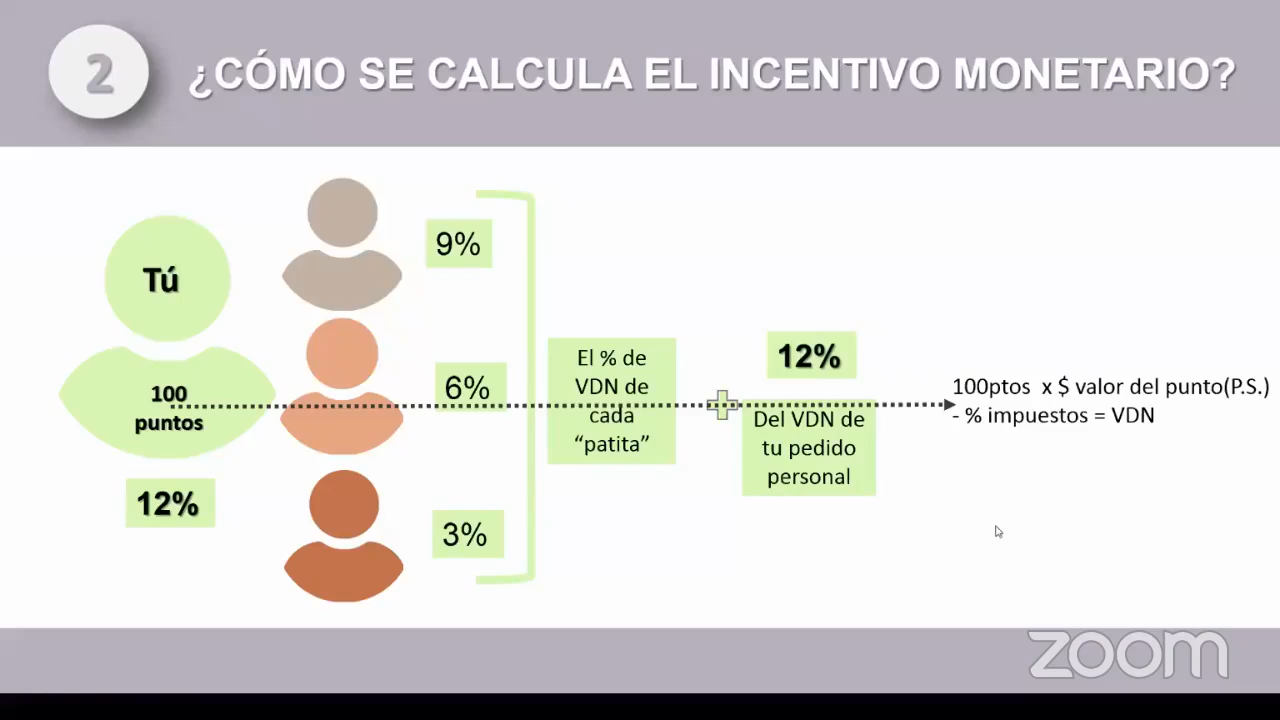 2
¿CÓMO SE CALCULA EL INCENTIVO MONETARIO?
Tú
100
puntos
12%
9%
6%
3%
El % de
VDN de
cada
“patita”
12%
Del VDN de
tu pedido
personal
100ptos x $ valor del punto(P.S.)
- % impuestos = VDN
zoom